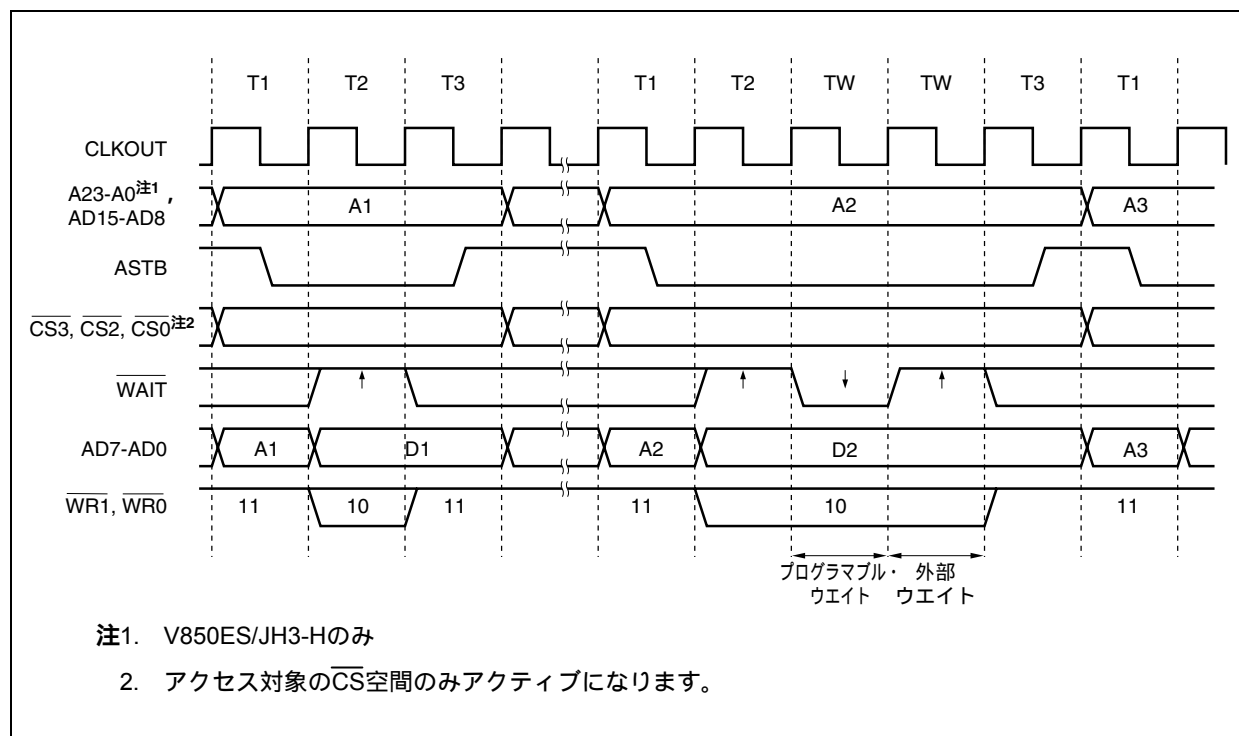 T1 T2 T3 T1 T2 TW TW T3 T1
CLKOUT
A23-A0注1,
AD15-AD8
A1 A2 A3
ASTB
CS3, CS2, CS0注2
WAIT
AD7-AD0 A1 D1 A2 D2 A3
WR1, WR0 11 10 11 11 10 11
プログラマブル・
ウエイト
外部
ウエイト
注1. V850ES/JH3-Hのみ
2. アクセス対象のCS空間のみアクティブになります。